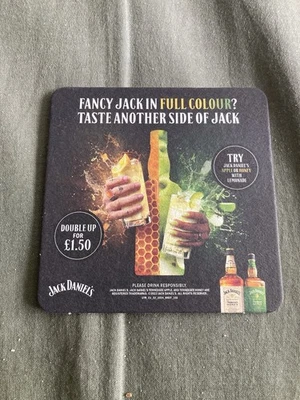 FANCY JACK IN FULL COLOUR?
TASTE ANOTHER SIDE OF JACK
TRY
JACK DANIEL'S
APPLE OR HONEY
WITH
LEMONADE
DOUBLE UP
FOR
£1.50
JACK DANIEL'S
PLEASE DRINK RESPONSIBLY.